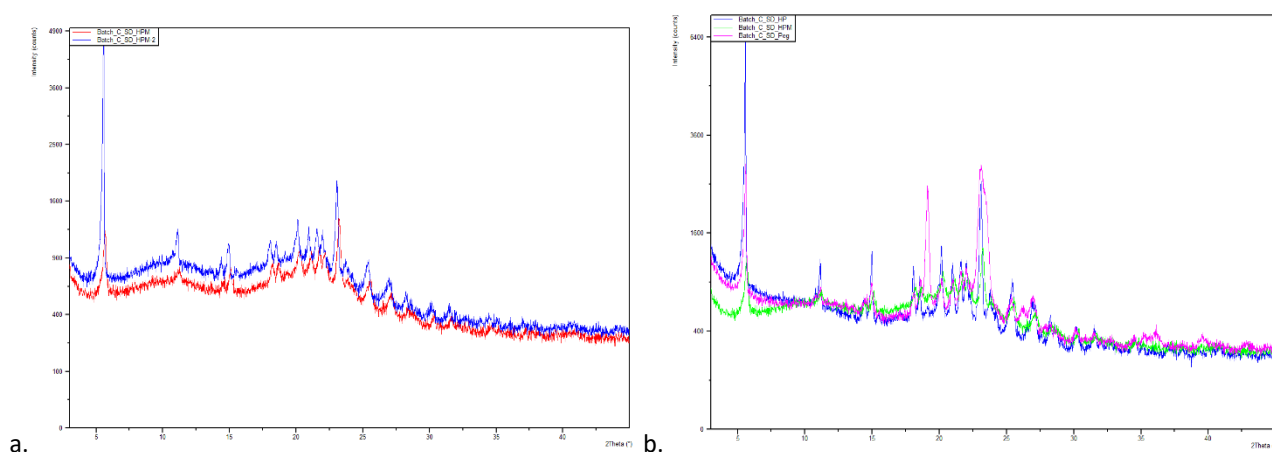 Batch_C_SD_HPM
Batch_C_SD_HPM-2
Intensity (counts)
4900
3600
2500
1600
900
400
100
0
5 10 15 20 25 30 35 40
2Theta (°)
a.
Batch_C_SD_HP
Batch_C_SD_HPM
Batch_C_SD_Peg
Intensity (counts)
6400
3600
1600
400
0
5 10 15 20 25 30 35 40
2Theta (°)
b.